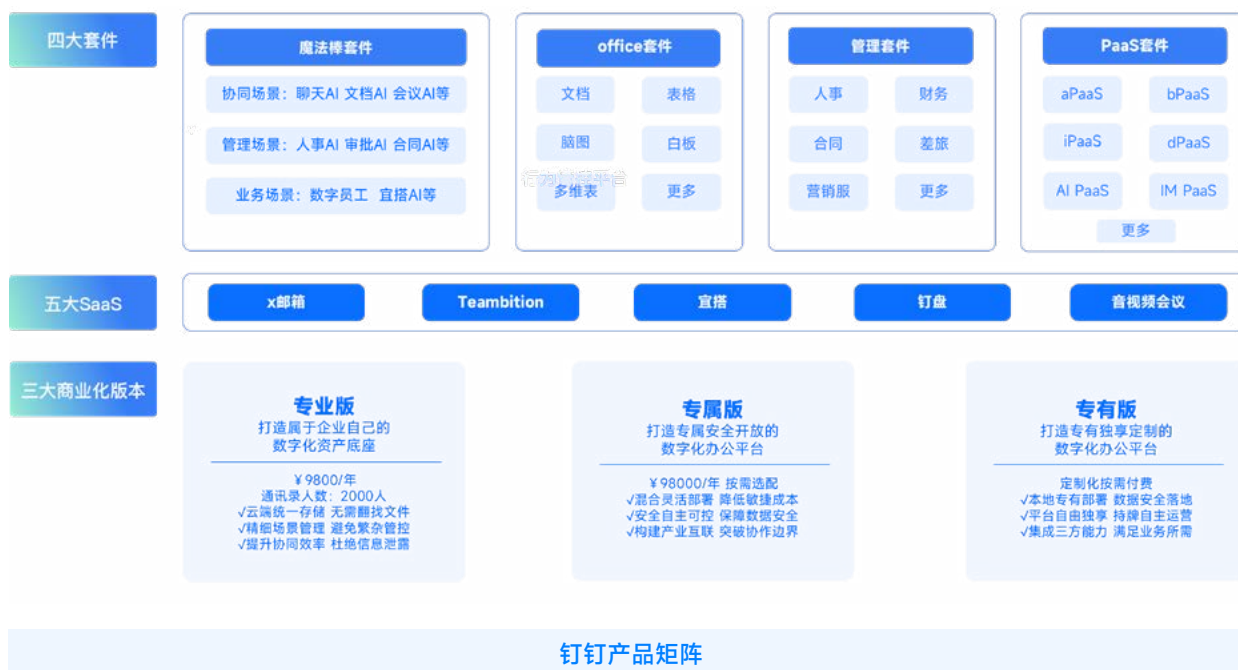 四大套件
魔法棒套件
协同场景：聊天AI 文档AI 会议AI等
管理场景：人事AI 审批AI 合同AI等
业务场景：数字员工 宜搭AI等
office套件
文档 表格
脑图 白板
多维表 更多
管理套件
人事 财务
合同 差旅
营销服 更多
PaaS套件
aPaaS bPaaS
iPaaS dPaaS
AI PaaS IM PaaS
更多
五大SaaS
x邮箱 Teambition 宜搭 钉盘 音视频会议
三大商业化版本
专业版
打造属于企业自己的
数字化资产底座
￥9800/年
通讯录人数：2000人
√云端统一存储 无需翻找文件
√精细场景管理 避免繁杂管控
√提升协同效率 杜绝信息泄露
专属版
打造专属安全开放的
数字化办公平台
￥98000/年 按需选配
√混合灵活部署 降低敏捷成本
√安全自主可控 保障数据安全
√构建产业互联 突破协作边界
专有版
打造专有独享定制的
数字化办公平台
定制化按需付费
√本地专有部署 数据安全落地
√平台自由独享 持牌自主运营
√集成三方能力 满足业务所需
钉钉产品矩阵